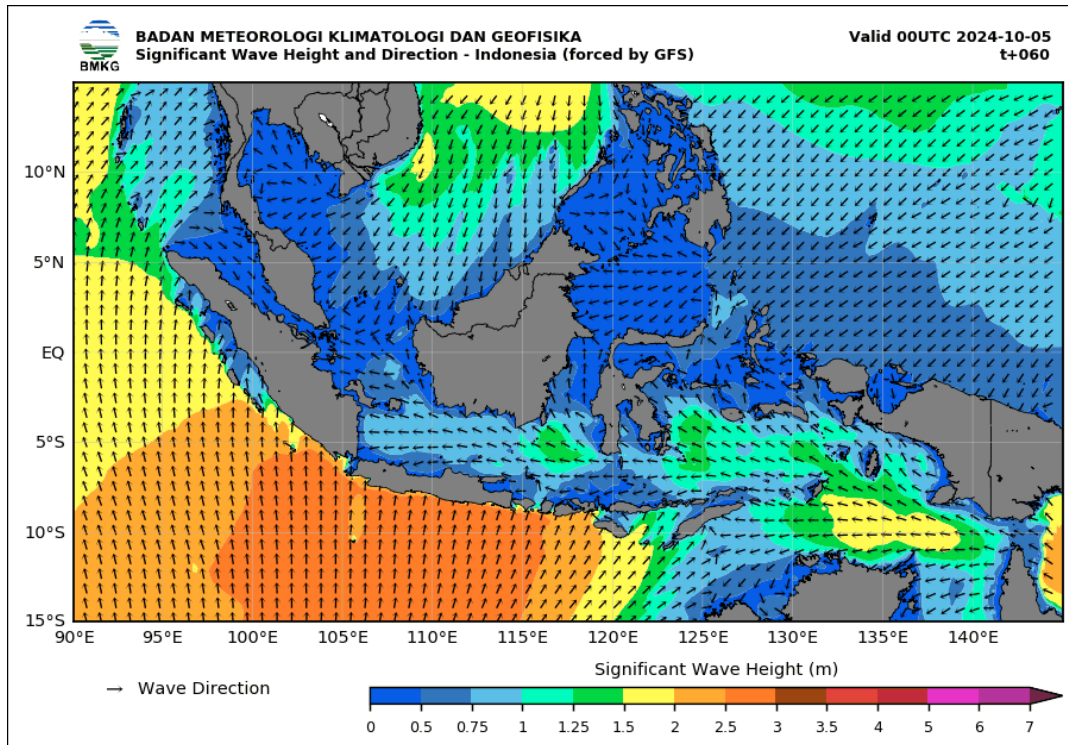 BADAN METEOROLOGI KLIMATOLOGI DAN GEOFISIKA
Significant Wave Height and Direction - Indonesia (forced by GFS)
Valid 00UTC 2024-10-05
t+060
BMKG
10°N
5°N
EQ
5°S
10°S
15°S
90°E 95°E 100°E 105°E 110°E 115°E 120°E 125°E 130°E 135°E 140°E
Wave Direction
Significant Wave Height (m)
0 0.5 0.75 1 1.25 1.5 2 2.5 3 3.5 4 5 6 7